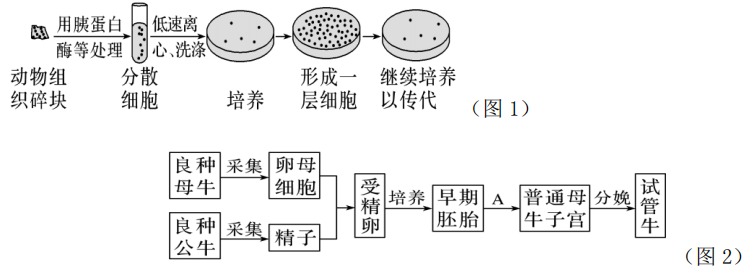 用胰蛋白
酶等处理
低速离
心、洗涤
动物组
织碎块
分散
细胞
培养
形成一
层细胞
继续培养
以传代
(图1)
良种
母牛
采集
卵母
细胞
良种
公牛
采集
精子
受
精
卵
培养
早期
胚胎
A
普通母
牛子宫
分娩
试
管
牛
(图2)